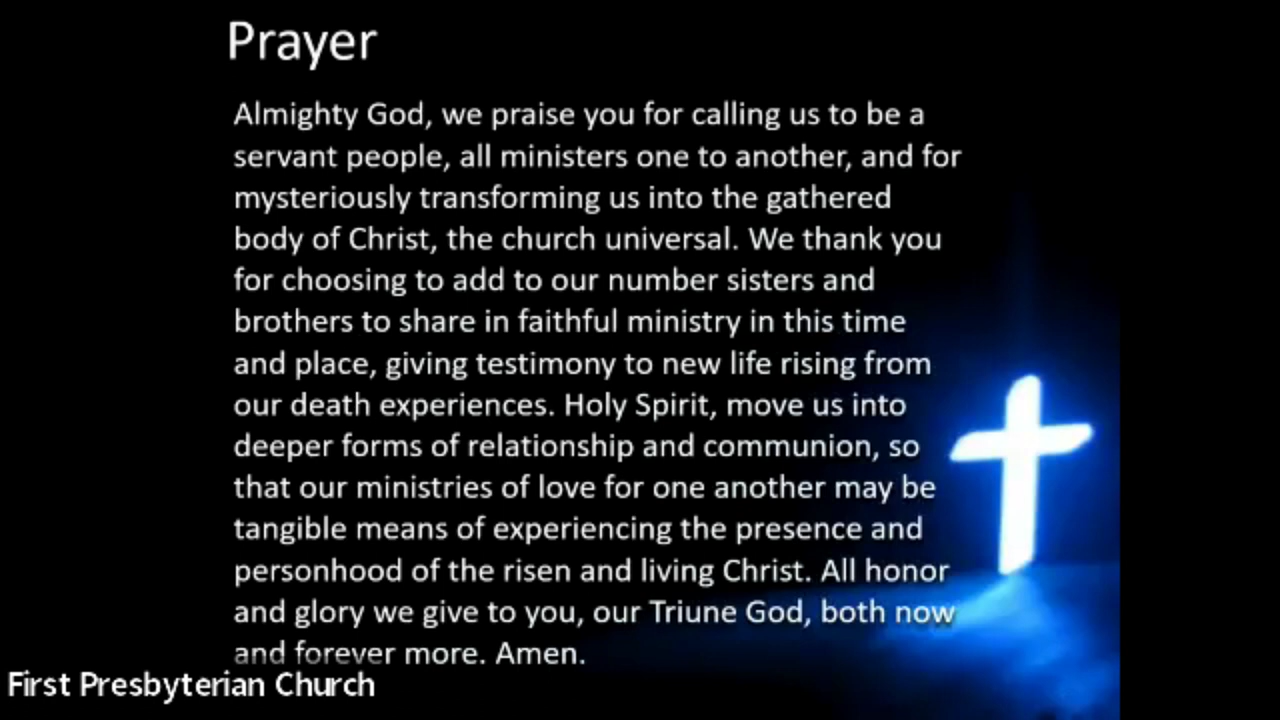 Prayer
Almighty God, we praise you for calling us to be a
servant people, all ministers one to another, and for
mysteriously transforming us into the gathered
body of Christ, the church universal. We thank you
for choosing to add to our number sisters and
brothers to share in faithful ministry in this time
and place, giving testimony to new life rising from
our death experiences. Holy Spirit, move us into
deeper forms of relationship and communion, so
that our ministries of love for one another may be
tangible means of experiencing the presence and
personhood of the risen and living Christ. All honor
and glory we give to you, our Triune God, both now
and forever more. Amen.
First Presbyterian Church